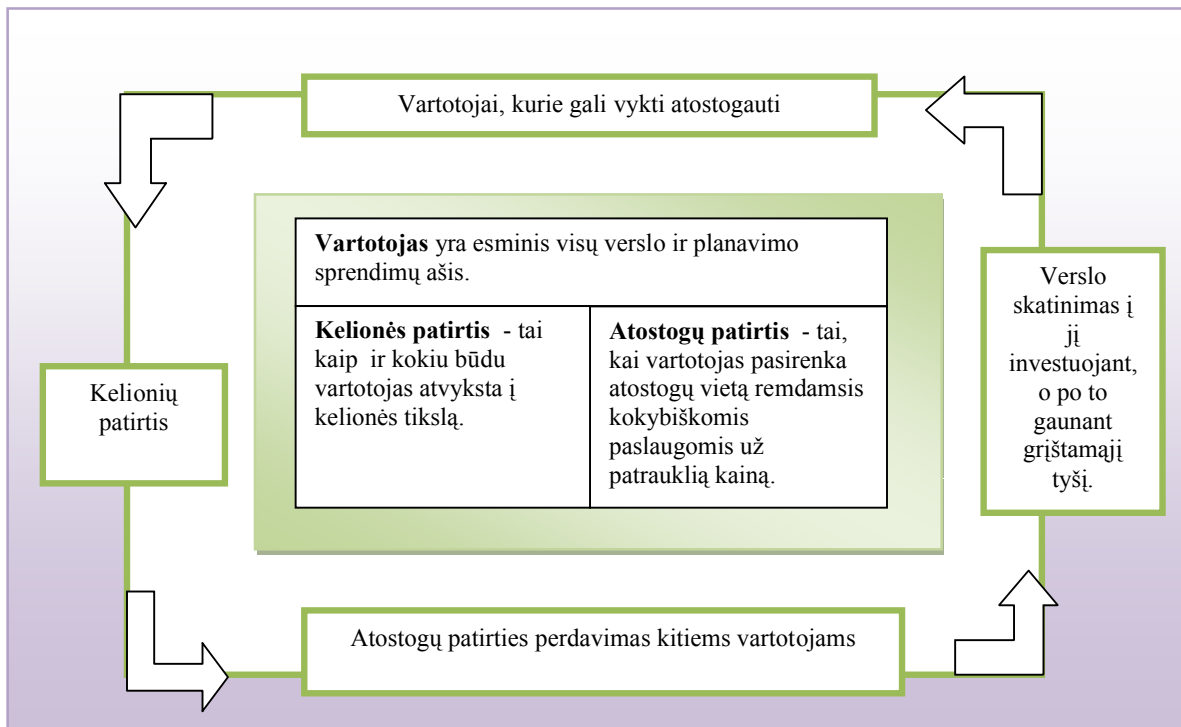 Vartotojai, kurie gali vykti atostogauti
Vartotojas yra esminis visų verslo ir planavimo
sprendimų ašis.
Kelionės patirtis - tai
kaip ir kokiu būdu
vartotojas atvyksta į
kelionės tikslą.
Atostogų patirtis - tai,
kai vartotojas pasirenka
atostogų vietą remdamsis
kokybiškomis
paslaugomis už
patrauklią kainą.
Kelionių
patirtis
Verslo
skatinimas į
jį
investuojant,
o po to
gaunant
grįštamąjį
tyšį.
Atostogų patirties perdavimas kitiems vartotojams